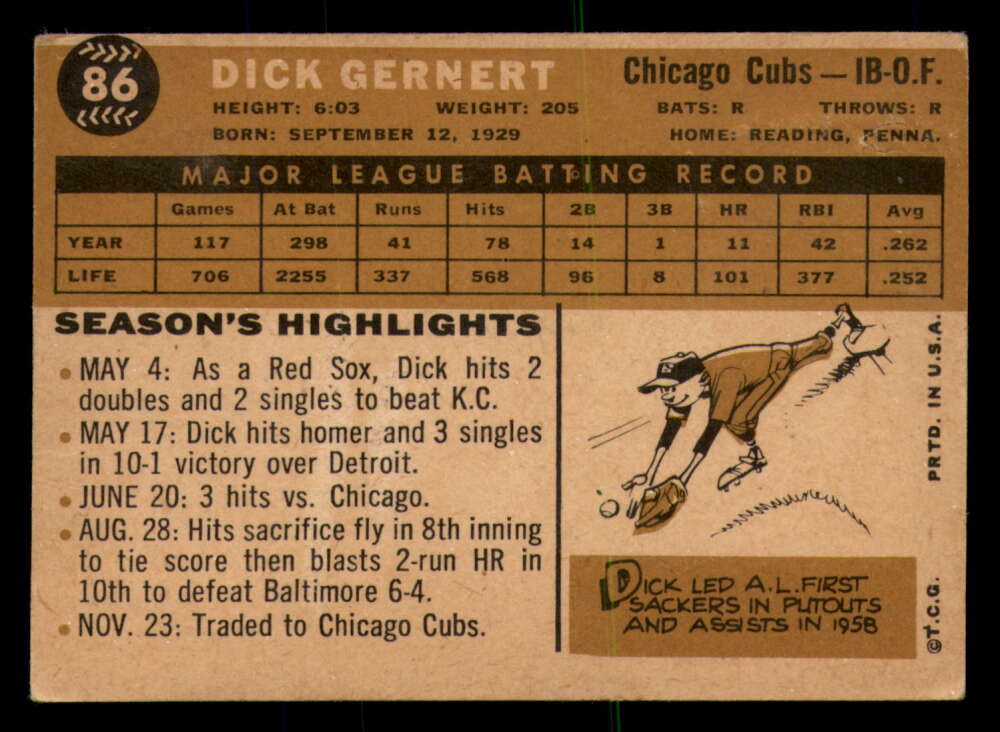 86
DICK GERNERT
Chicago Cubs — IB-O.F.
HEIGHT: 6:03 WEIGHT: 205 BATS: R THROWS: R
BORN: SEPTEMBER 12, 1929 HOME: READING, PENNA.
MAJOR LEAGUE BATTING RECORD
Games At Bat Runs Hits 2B 3B HR RBI Avg
YEAR 117 298 41 78 14 1 11 42 .262
LIFE 706 2255 337 568 96 8 101 377 .252
SEASON'S HIGHLIGHTS
• MAY 4: As a Red Sox, Dick hits 2
doubles and 2 singles to beat K.C.
• MAY 17: Dick hits homer and 3 singles
in 10-1 victory over Detroit.
• JUNE 20: 3 hits vs. Chicago.
• AUG. 28: Hits sacrifice fly in 8th inning
to tie score then blasts 2-run HR in
10th to defeat Baltimore 6-4.
• NOV. 23: Traded to Chicago Cubs.
DICK LED A.L. FIRST
SACKERS IN PUTOUTS
AND ASSISTS IN 1958
©T.C.G. PRTD. IN U.S.A.